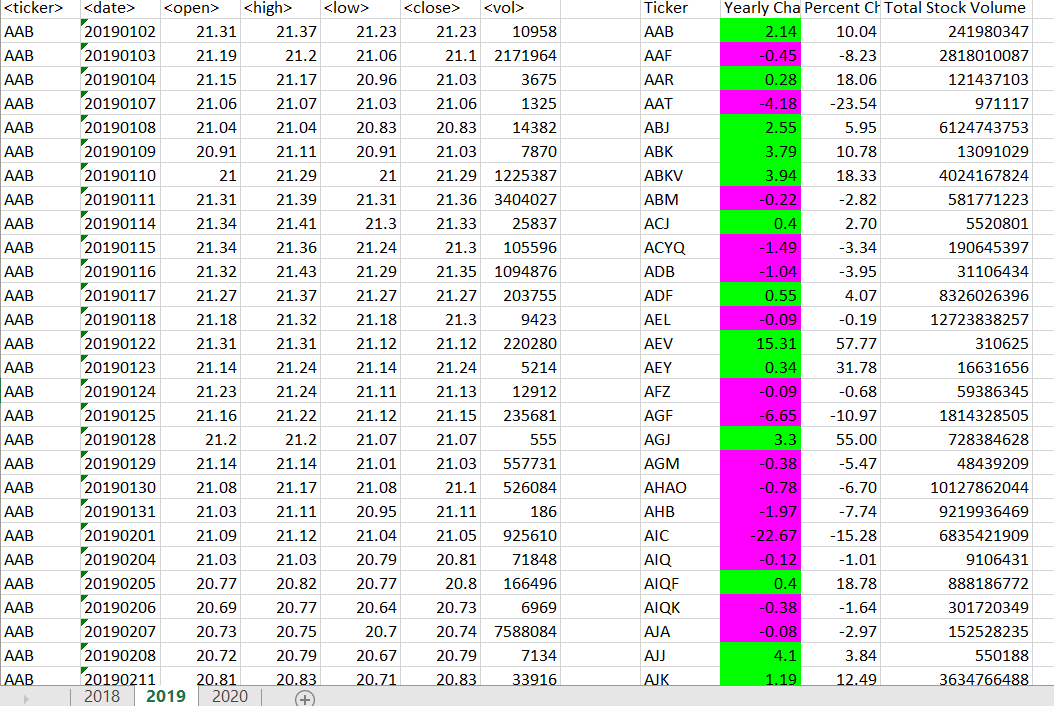 <ticker> <date> <open> <high> <low> <close> <vol> Ticker Yearly Cha Percent Ch Total Stock Volume
AAB 20190102 21.31 21.37 21.23 21.23 10958 AAB 2.14 10.04 241980347
AAB 20190103 21.19 21.2 21.06 21.1 2171964 AAF -0.45 -8.23 2818010087
AAB 20190104 21.15 21.17 20.96 21.03 3675 AAR 0.28 18.06 121437103
AAB 20190107 21.06 21.07 21.03 21.06 1325 AAT -4.18 -23.54 971117
AAB 20190108 21.04 21.04 20.83 20.83 14382 ABJ 2.55 5.95 6124743753
AAB 20190109 20.91 21.11 20.91 21.03 7870 ABK 3.79 10.78 13091029
AAB 20190110 21 21.29 21 21.29 1225387 ABKV 3.94 18.33 4024167824
AAB 20190111 21.31 21.39 21.31 21.36 3404027 ABM -0.22 -2.82 581771223
AAB 20190114 21.34 21.41 21.3 21.33 25837 ACJ 0.4 2.70 5520801
AAB 20190115 21.34 21.36 21.24 21.3 105596 ACYQ -1.49 -3.34 190645397
AAB 20190116 21.32 21.43 21.29 21.35 1094876 ADB -1.04 -3.95 31106434
AAB 20190117 21.27 21.37 21.27 21.27 203755 ADF 0.55 4.07 8326026396
AAB 20190118 21.18 21.32 21.18 21.3 9423 AEL -0.09 -0.19 12723838257
AAB 20190122 21.31 21.31 21.12 21.12 220280 AEV 15.31 57.77 310625
AAB 20190123 21.14 21.24 21.14 21.24 5214 AEY 0.34 31.78 16631656
AAB 20190124 21.23 21.24 21.11 21.13 12912 AFZ -0.09 -0.68 59386345
AAB 20190125 21.16 21.22 21.12 21.15 235681 AGF -6.65 -10.97 1814328505
AAB 20190128 21.2 21.2 21.07 21.07 555 AGJ 3.3 55.00 728384628
AAB 20190129 21.14 21.14 21.01 21.03 557731 AGM -0.38 -5.47 48439209
AAB 20190130 21.08 21.17 21.08 21.1 526084 AHAO -0.78 -6.70 10127862044
AAB 20190131 21.03 21.11 20.95 21.11 186 AHB -1.97 -7.74 9219936469
AAB 20190201 21.09 21.12 21.04 21.05 925610 AIC -22.67 -15.28 6835421909
AAB 20190204 21.03 21.03 20.79 20.81 71848 AIQ -0.12 -1.01 9106431
AAB 20190205 20.77 20.82 20.77 20.8 166496 AIQF 0.4 18.78 888186772
AAB 20190206 20.69 20.77 20.64 20.73 6969 AIQK -0.38 -1.64 301720349
AAB 20190207 20.73 20.75 20.7 20.74 7588084 AJA -0.08 -2.97 152528235
AAB 20190208 20.72 20.79 20.67 20.79 7134 AJJ 4.1 3.84 550188
AAB 20190211 20.81 20.83 20.71 20.83 33916 AJK 1.19 12.49 3634766488
2018 2019 2020